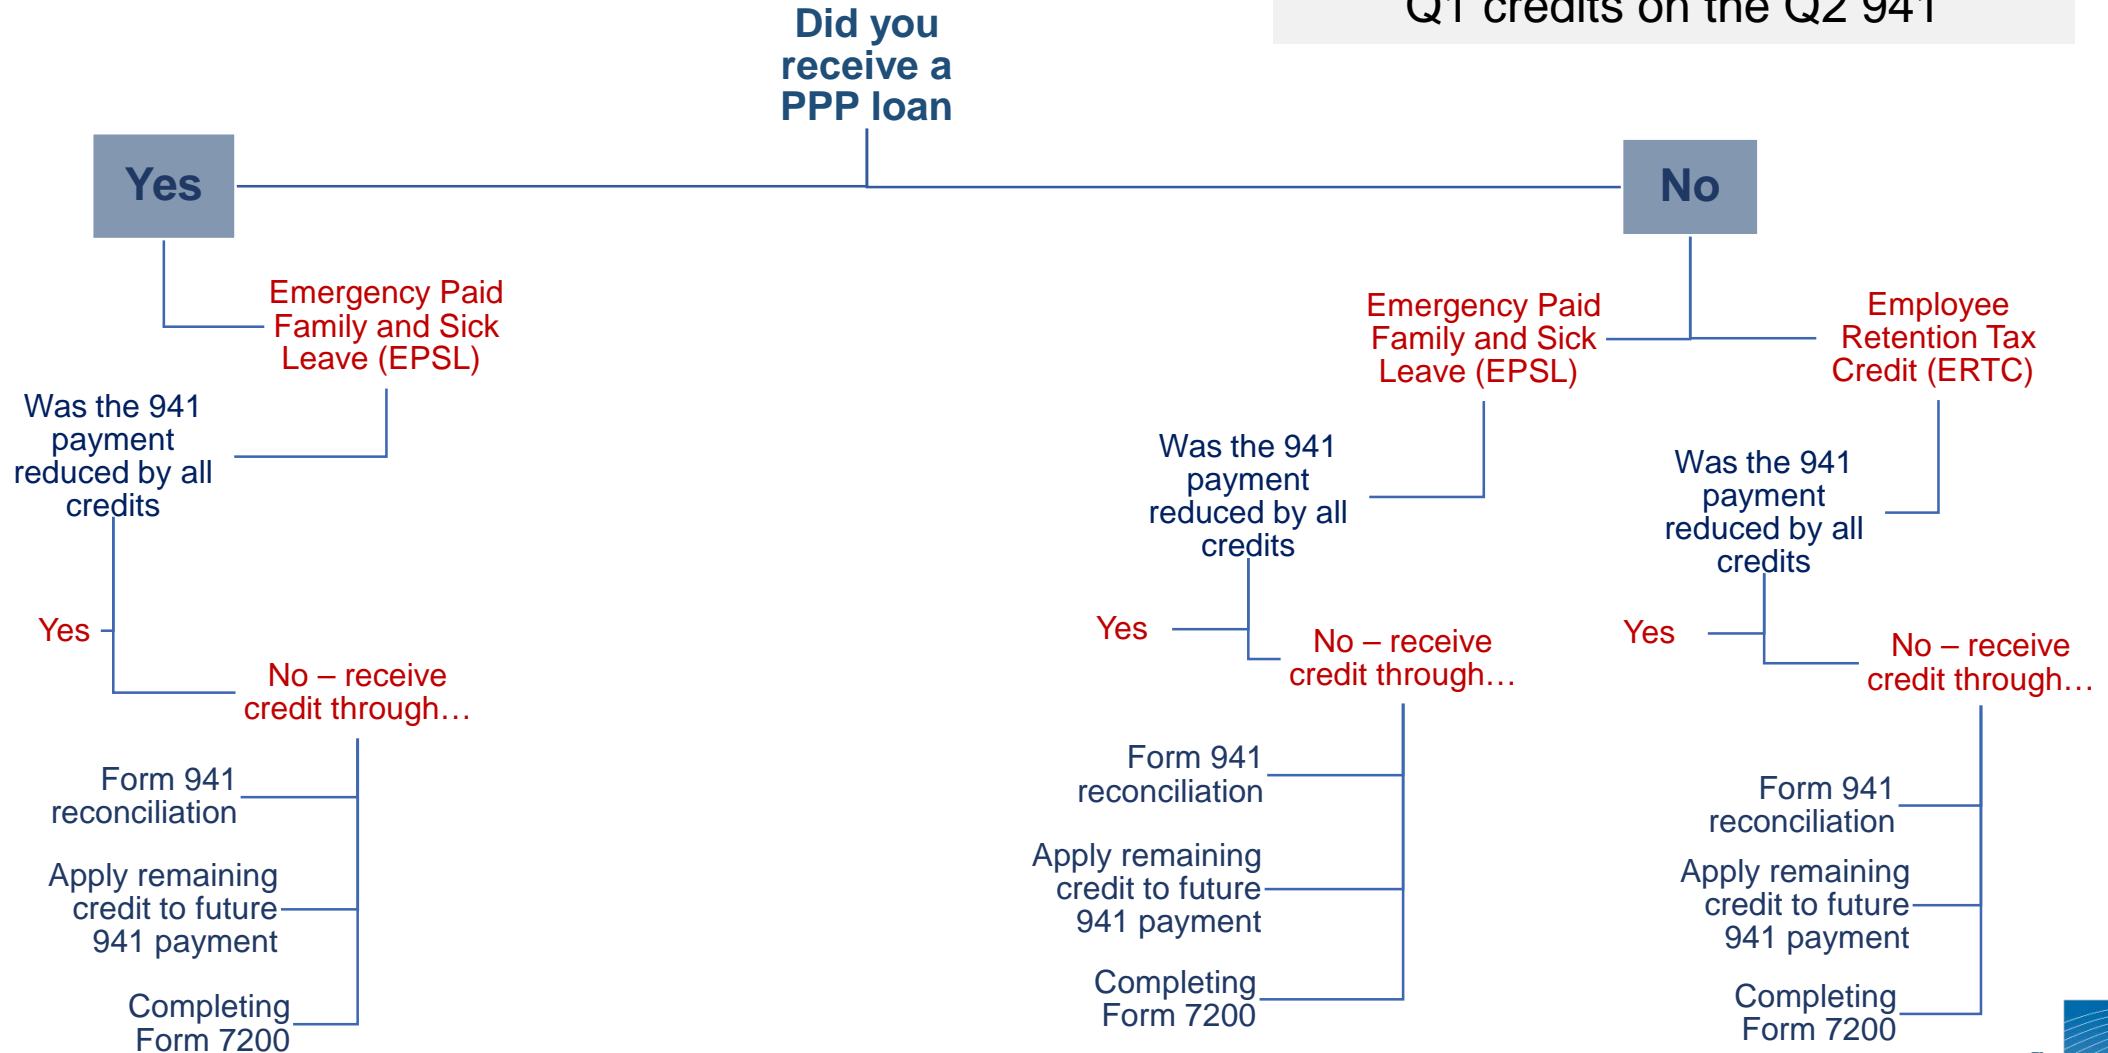 Q1 credits on the Q2 941
Did you
receive a
PPP loan
Yes
No
Emergency Paid
Family and Sick
Leave (EPSL)
Was the 941
payment
reduced by all
credits
Yes
No – receive
credit through…
Form 941
reconciliation
Apply remaining
credit to future
941 payment
Completing
Form 7200
Emergency Paid
Family and Sick
Leave (EPSL)
Was the 941
payment
reduced by all
credits
Yes
No – receive
credit through…
Form 941
reconciliation
Apply remaining
credit to future
941 payment
Completing
Form 7200
Employee
Retention Tax
Credit (ERTC)
Was the 941
payment
reduced by all
credits
Yes
No – receive
credit through…
Form 941
reconciliation
Apply remaining
credit to future
941 payment
Completing
Form 7200